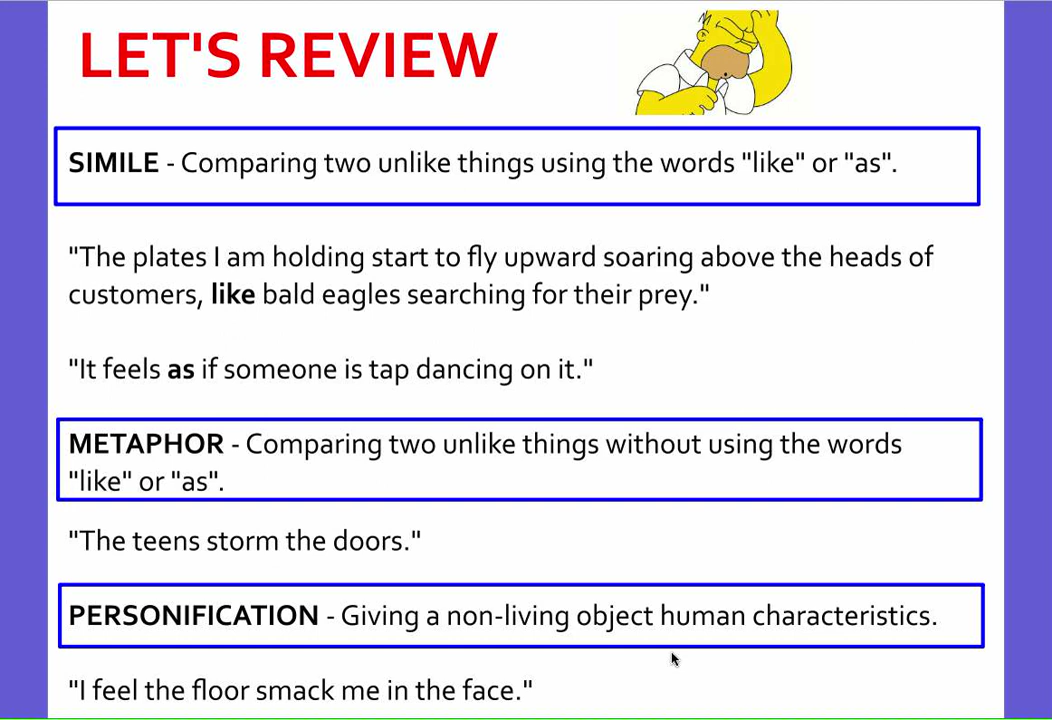 LET'S REVIEW
SIMILE - Comparing two unlike things using the words "like" or "as".
"The plates I am holding start to fly upward soaring above the heads of
customers, like bald eagles searching for their prey."
"It feels as if someone is tap dancing on it."
METAPHOR - Comparing two unlike things without using the words
"like" or "as".
"The teens storm the doors."
PERSONIFICATION - Giving a non-living object human characteristics.
"I feel the floor smack me in the face."